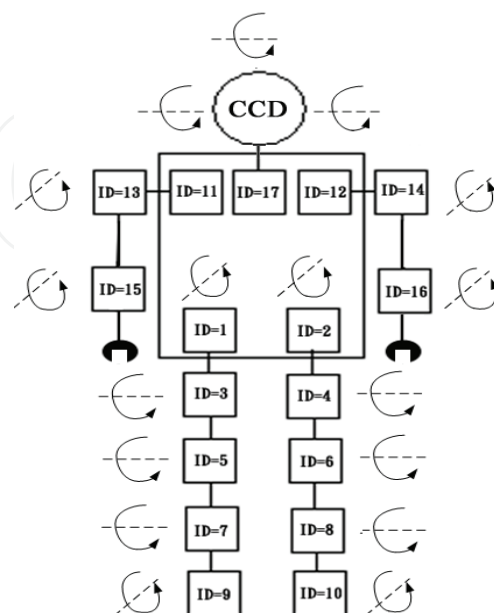 CCD
ID=13 ID=11 ID=17 ID=12 ID=14
ID=15 ID=16
ID=1 ID=2
ID=3 ID=4
ID=5 ID=6
ID=7 ID=8
ID=9 ID=10